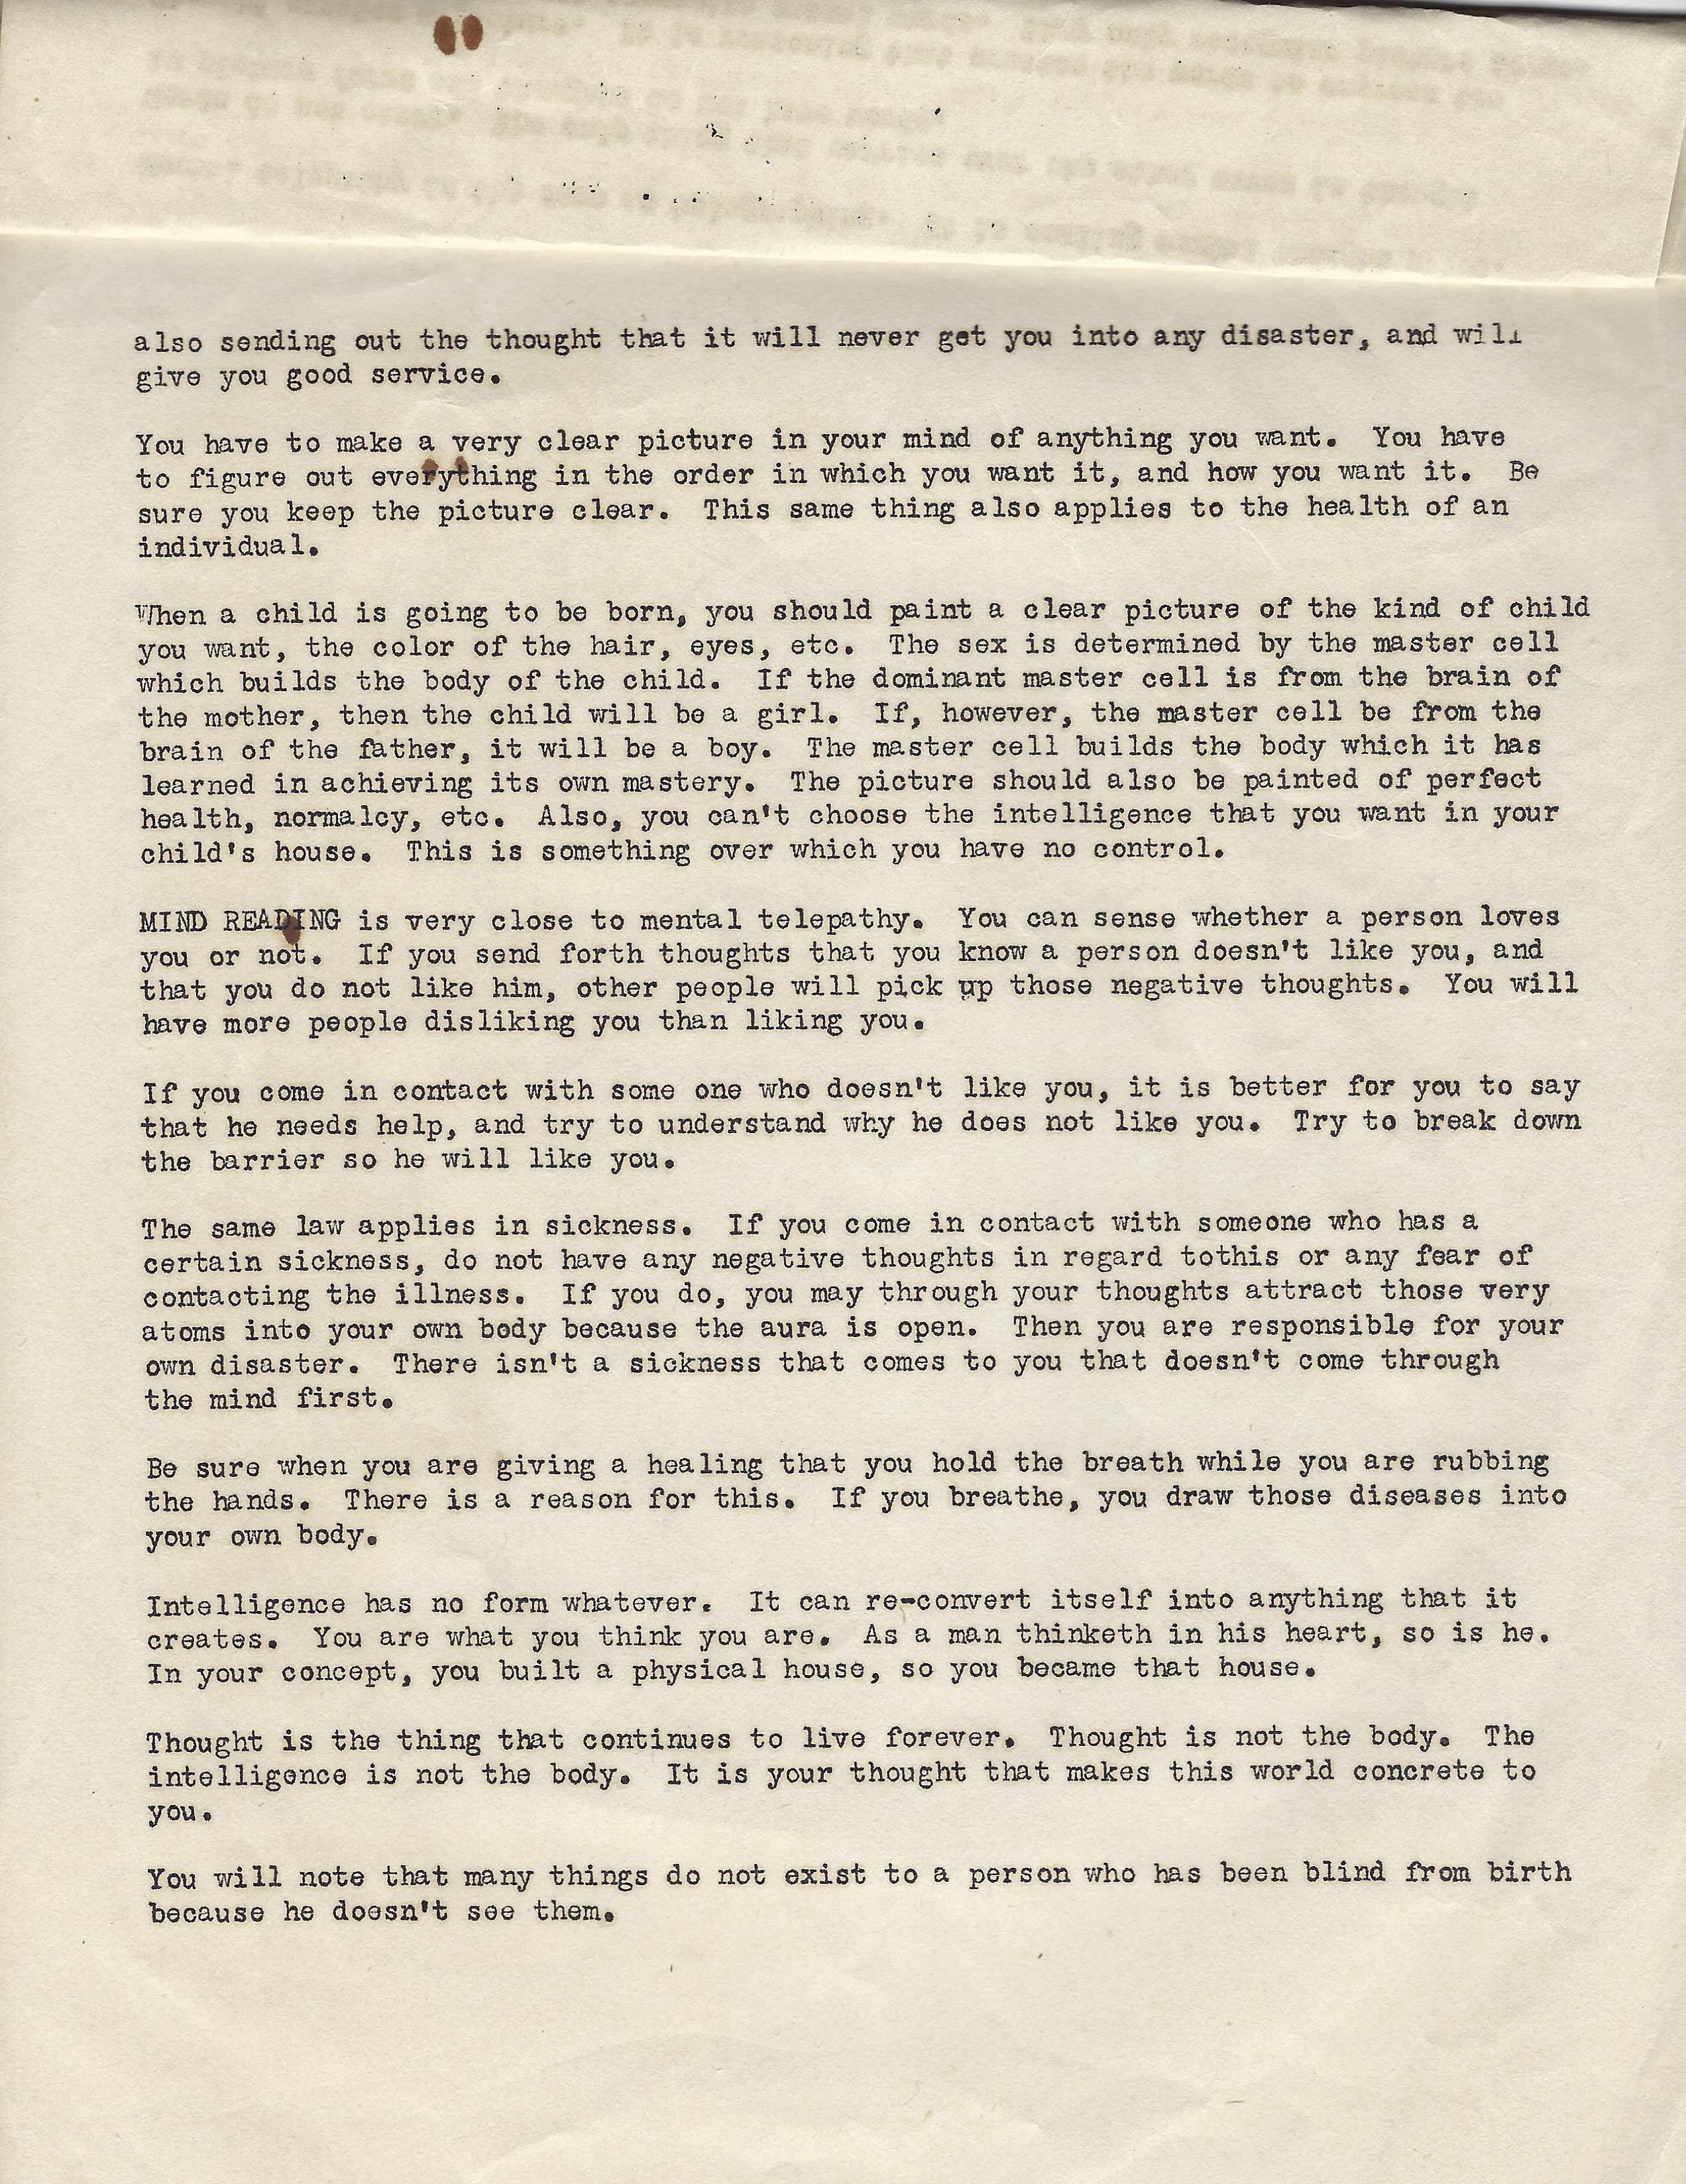 also sending out the thought that it will never get you into any disaster, and will
give you good service.
You have to make a very clear picture in your mind of anything you want. You have
to figure out everything in the order in which you want it, and how you want it. Be
sure you keep the picture clear. This same thing also applies to the health of an
individual.
When a child is going to be born, you should paint a clear picture of the kind of child
you want, the color of the hair, eyes, etc. The sex is determined by the master cell
which builds the body of the child. If the dominant master cell is from the brain of
the mother, then the child will be a girl. If, however, the master cell be from the
brain of the father, it will be a boy. The master cell builds the body which it has
learned in achieving its own mastery. The picture should also be painted of perfect
health, normalcy, etc. Also, you can't choose the intelligence that you want in your
child's house. This is something over which you have no control.
MIND READING is very close to mental telepathy. You can sense whether a person loves
you or not. If you send forth thoughts that you know a person doesn't like you, and
that you do not like him, other people will pick up those negative thoughts. You will
have more people disliking you than liking you.
If you come in contact with some one who doesn't like you, it is better for you to say
that he needs help, and try to understand why he does not like you. Try to break down
the barrier so he will like you.
The same law applies in sickness. If you come in contact with someone who has a
certain sickness, do not have any negative thoughts in regard tothis or any fear of
contacting the illness. If you do, you may through your thoughts attract those very
atoms into your own body because the aura is open. Then you are responsible for your
own disaster. There isn't a sickness that comes to you that doesn't come through
the mind first.
Be sure when you are giving a healing that you hold the breath while you are rubbing
the hands. There is a reason for this. If you breathe, you draw those diseases into
your own body.
Intelligence has no form whatever. It can re-convert itself into anything that it
creates. You are what you think you are. As a man thinketh in his heart, so is he.
In your concept, you built a physical house, so you became that house.
Thought is the thing that continues to live forever. Thought is not the body. The
intelligence is not the body. It is your thought that makes this world concrete to
you.
You will note that many things do not exist to a person who has been blind from birth
because he doesn't see them.